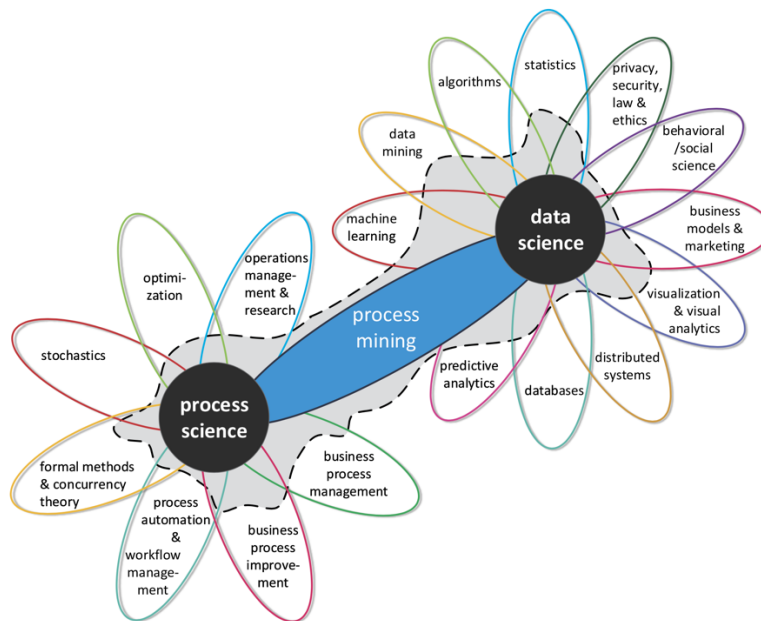 statistics
privacy,
security,
law &
ethics
algorithms
behavioral
/social
science
data
mining
machine
learning
data
science
business
models &
marketing
visualization
& visual
analytics
distributed
systems
databases
predictive
analytics
process
mining
operations
manage-
ment &
research
optimi-
zation
stochastics
process
science
formal methods
& concurrency
theory
process
automation
&
workflow
manage-
ment
business
process
improve-
ment
business
process
management